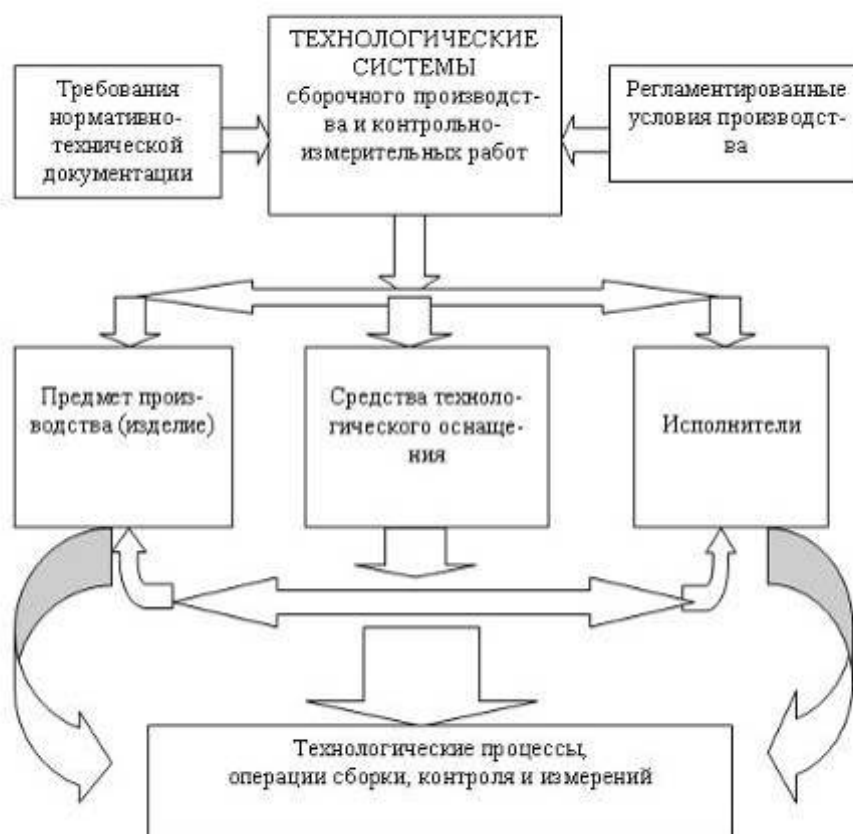 ТЕХНОЛОГИЧЕСКИЕ
СИСТЕМЫ
сборочного производст-
ва и контрольно-
измерительных работ
Требования
нормативно-
технической
документации
Регламентированные
условия производст-
ва
Предмет произ-
водства (изделие)
Средства техноло-
гического оснаще-
ния
Исполнители
Технологические процессы,
операции сборки, контроля и измерений